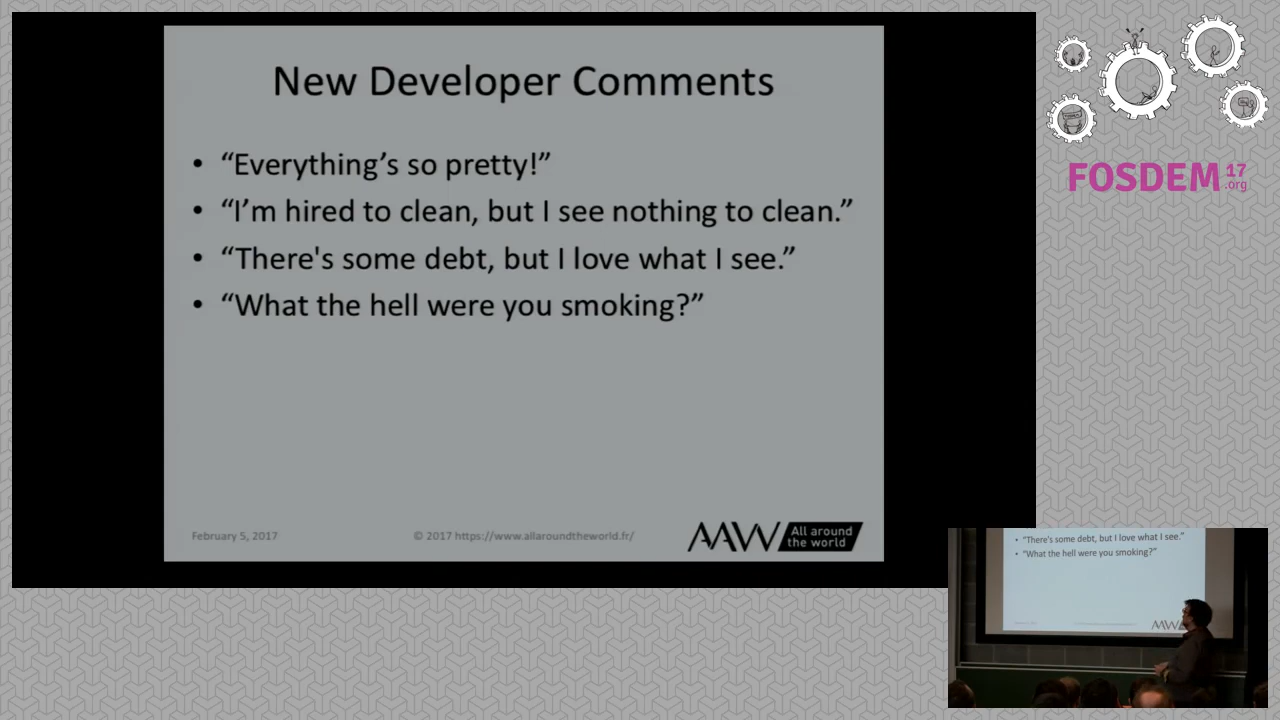 New Developer Comments
• “Everything’s so pretty!”
• “I’m hired to clean, but I see nothing to clean.”
• “There's some debt, but I love what I see.”
• “What the hell were you smoking?”
February 5, 2017
© 2017 https://www.allaroundtheworld.fr/
AAW All around
the world
FOSDEM 17
.org
• “There's some debt, but I love what I see.”
• “What the hell were you smoking?”
AAW